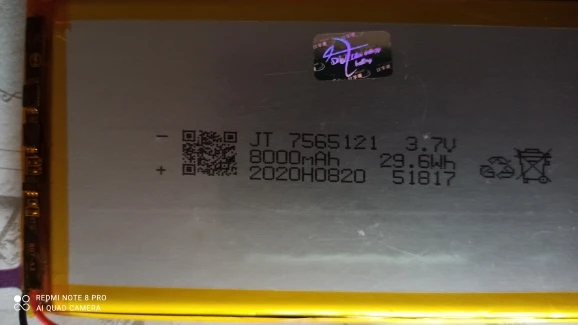 − JT 7565121 3.7V
8000mAh 29.6Wh
+ 2020H0820 51817
REDMI NOTE 8 PRO
AI QUAD CAMERA